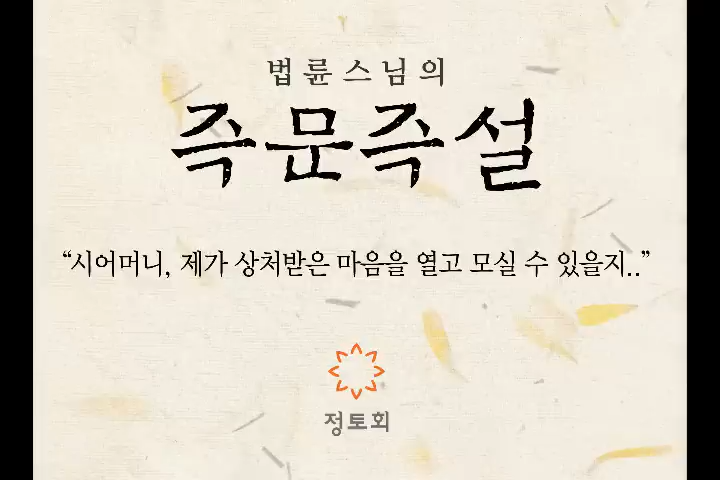 법륜스님의
즉문즉설
“시어머니, 제가 상처받은 마음을 열고 모실 수 있을지..”
정토회